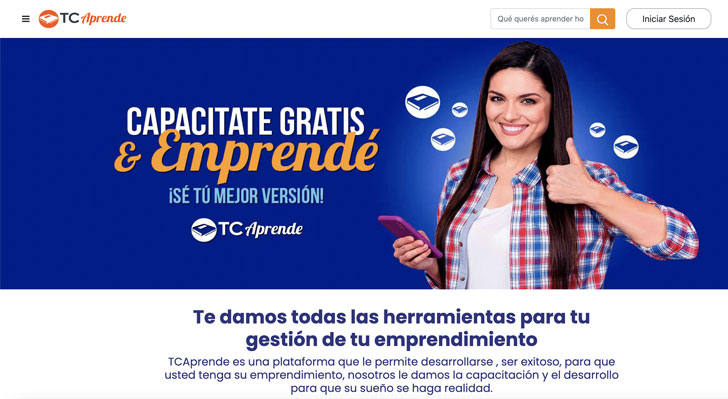 TC Aprende
Qué querés aprender ho
Iniciar Sesión
CAPACITATE GRATIS
& Emprendé
¡SÉ TÚ MEJOR VERSIÓN!
TC Aprende
Te damos todas las herramientas para tu
gestión de tu emprendimiento
TCAprende es una plataforma que le permite desarrollarse , ser exitoso, para que
usted tenga su emprendimiento, nosotros le damos la capacitación y el desarrollo
para que su sueño se haga realidad.